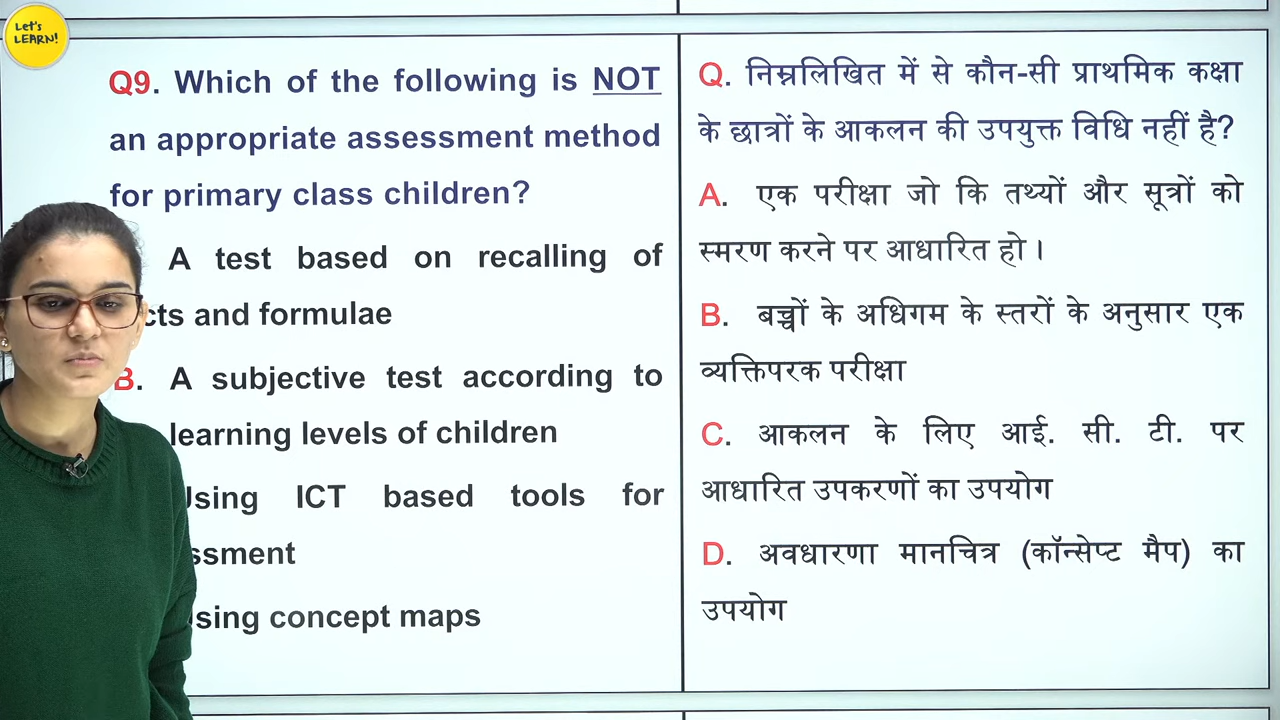 Let's
LEARN!
Q9. Which of the following is NOT
an appropriate assessment method
for primary class children?
A test based on recalling of
cts and formulae
B. A subjective test according to
learning levels of children
Using ICT based tools for
ssment
sing concept maps
Q. निम्नलिखित में से कौन-सी प्राथमिक कक्षा
के छात्रों के आकलन की उपयुक्त विधि नहीं है?
A. एक परीक्षा जो कि तथ्यों और सूत्रों को
स्मरण करने पर आधारित हो।
B. बच्चों के अधिगम के स्तरों के अनुसार एक
व्यक्तिपरक परीक्षा
C. आकलन के लिए आई. सी. टी. पर
आधारित उपकरणों का उपयोग
D. अवधारणा मानचित्र (कॉन्सेप्ट मैप) का
उपयोग